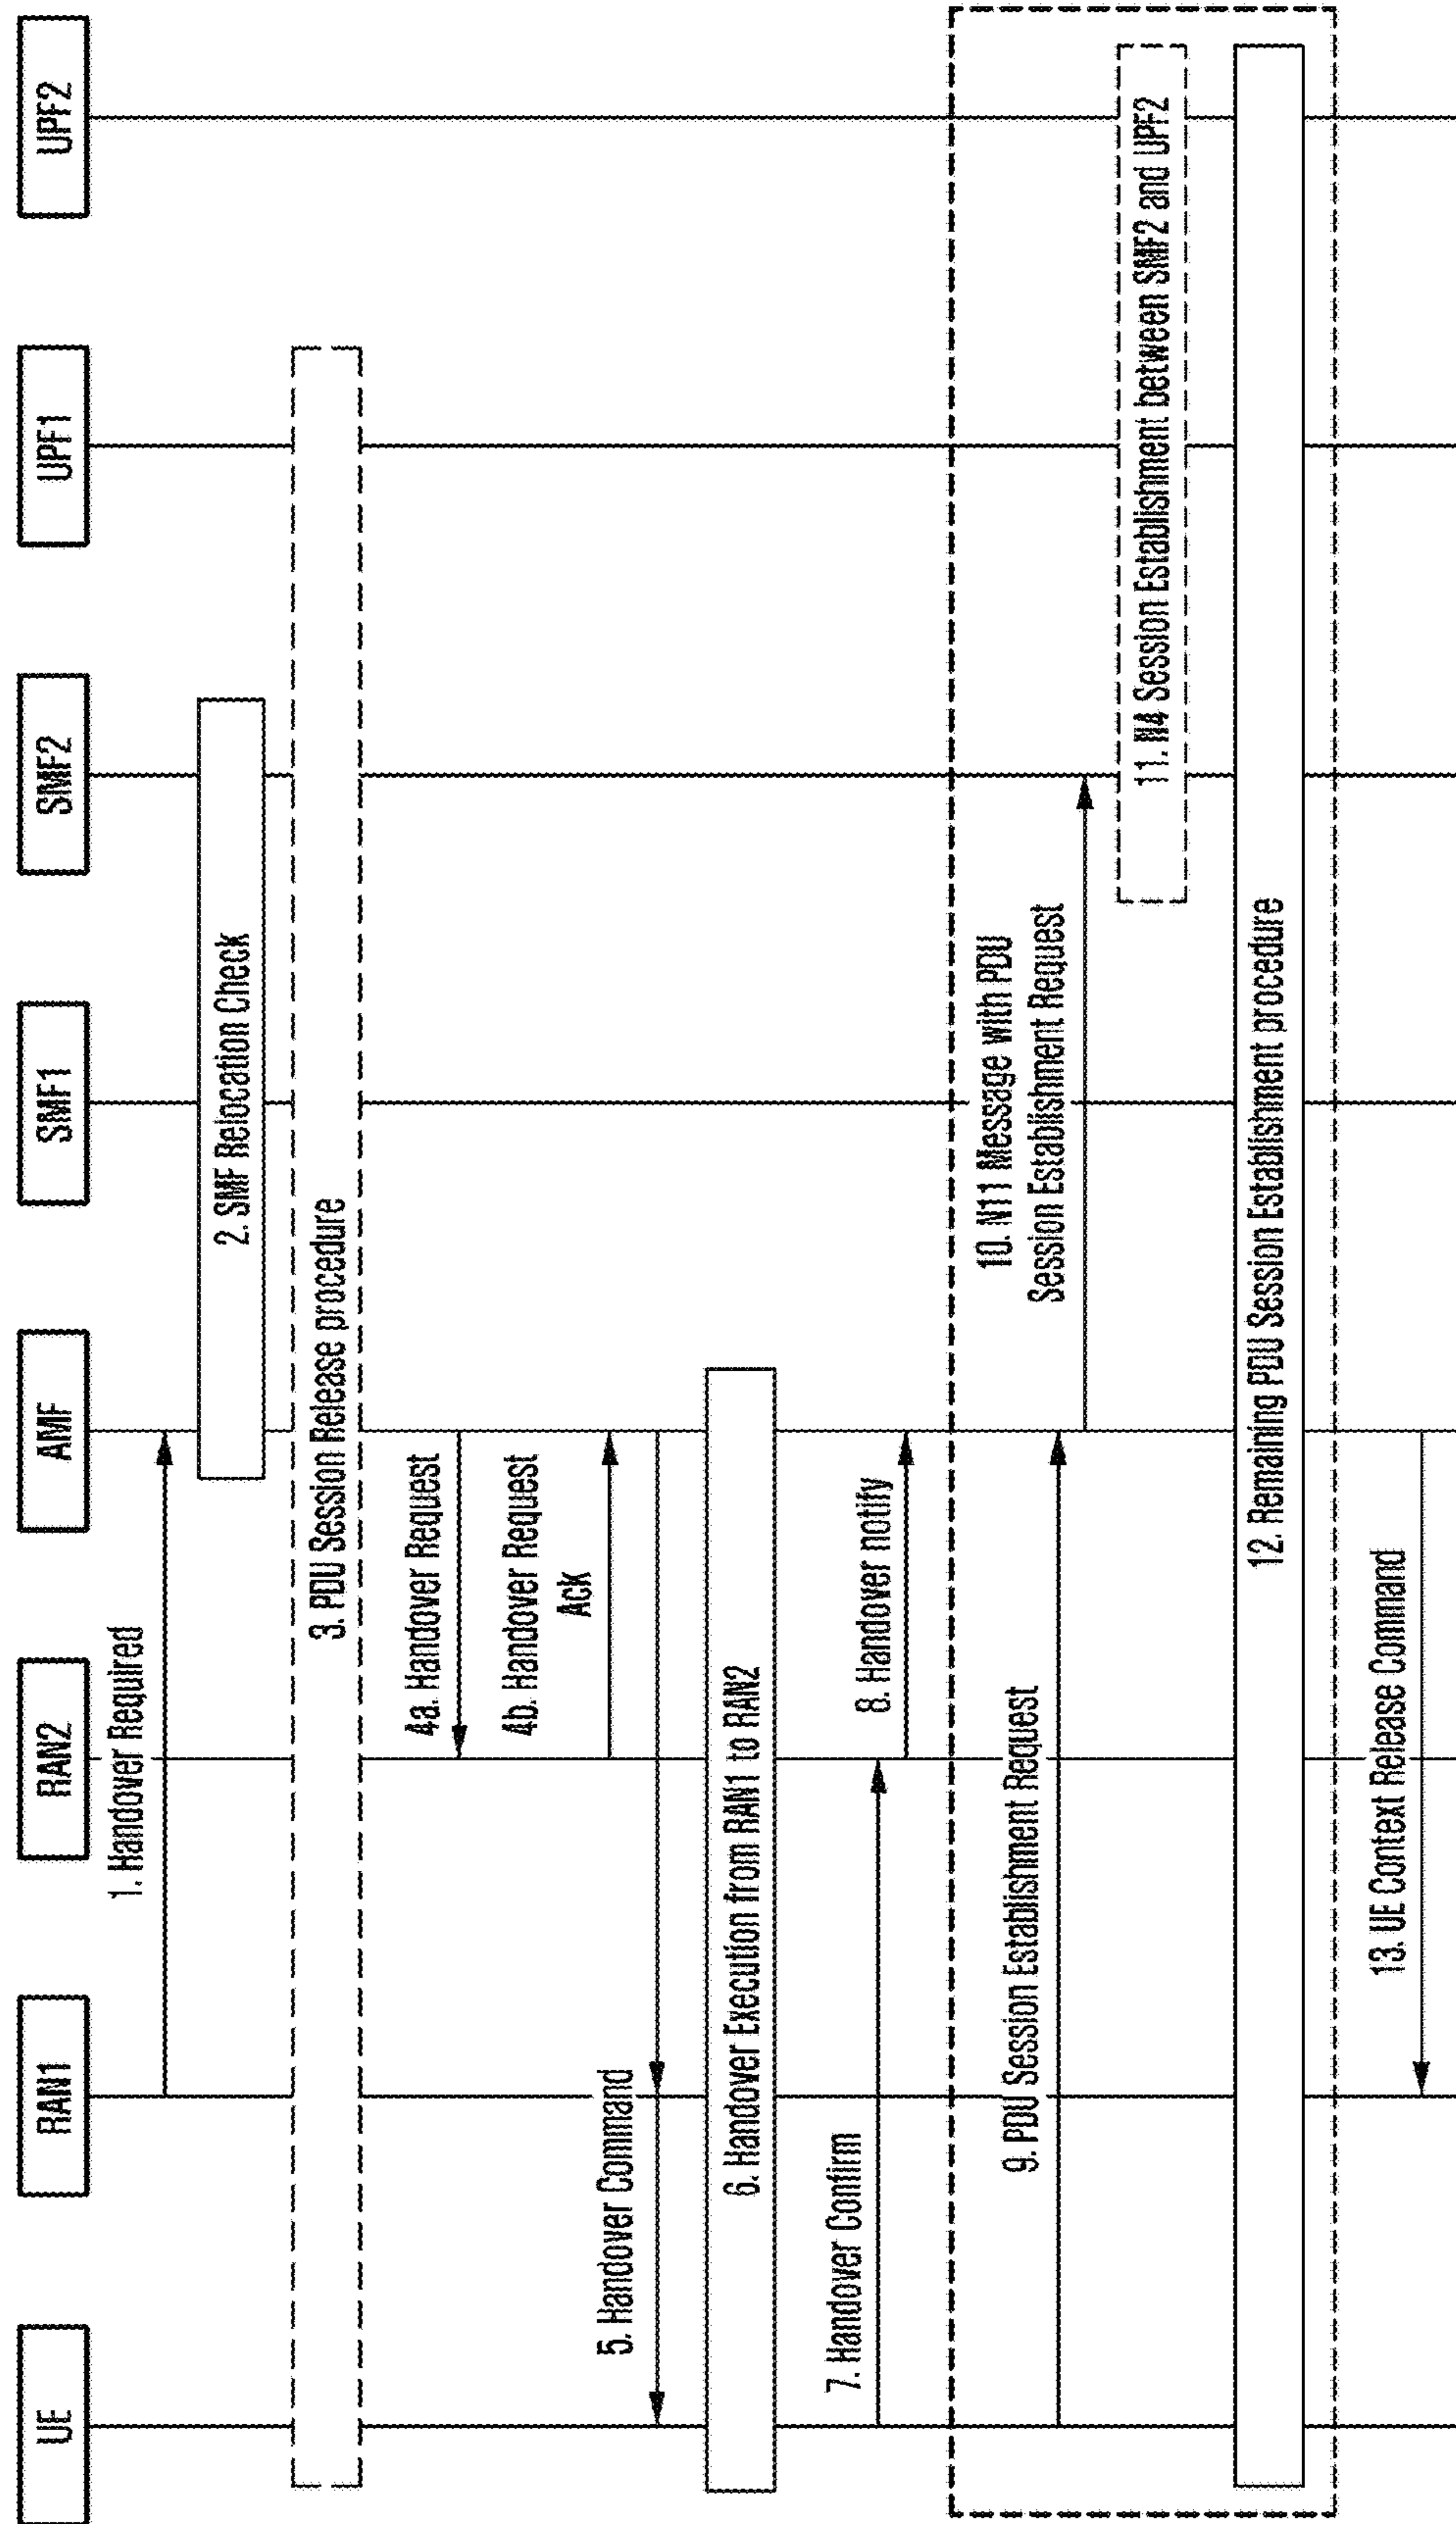 UE
RAN1
RAN2
AMF
SMF1
SMF2
UPF1
UPF2
1. Handover Required
2. SMF Relocation Check
3. PDU Session Release procedure
4a. Handover Request
4b. Handover Request
Ack
5. Handover Command
6. Handover Execution from RAN1 to RAN2
7. Handover Confirm
8. Handover notify
9. PDU Session Establishment Request
10. N11 Message with PDU
Session Establishment Request
11. N4 Session Establishment between SMF2 and UPF2
12. Remaining PDU Session Establishment procedure
13. UE Context Release Command